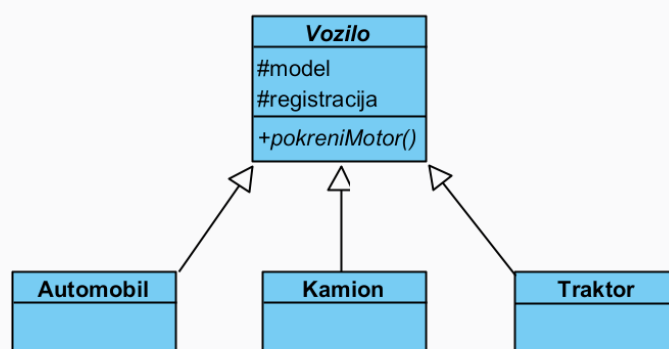 Vozilo
#model
#registracija
+pokreniMotor()
Automobil
Kamion
Traktor